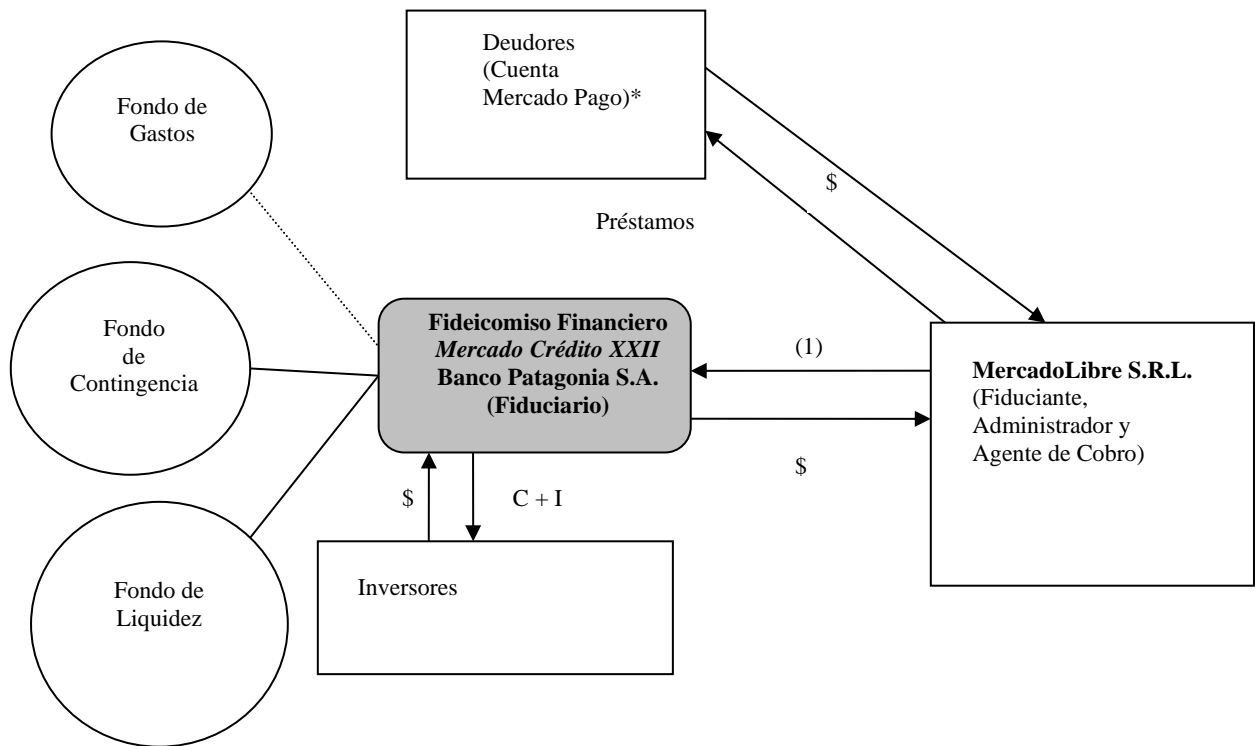 Deudores
(Cuenta
Mercado Pago)*
Fondo de
Gastos
$
Préstamos
Fondo
de
Contingencia
Fideicomiso Financiero
Mercado Crédito XXII
Banco Patagonia S.A.
(Fiduciario)
(1)
$
MercadoLibre S.R.L.
(Fiduciante,
Administrador y
Agente de Cobro)
$
C + I
Inversores
Fondo de
Liquidez